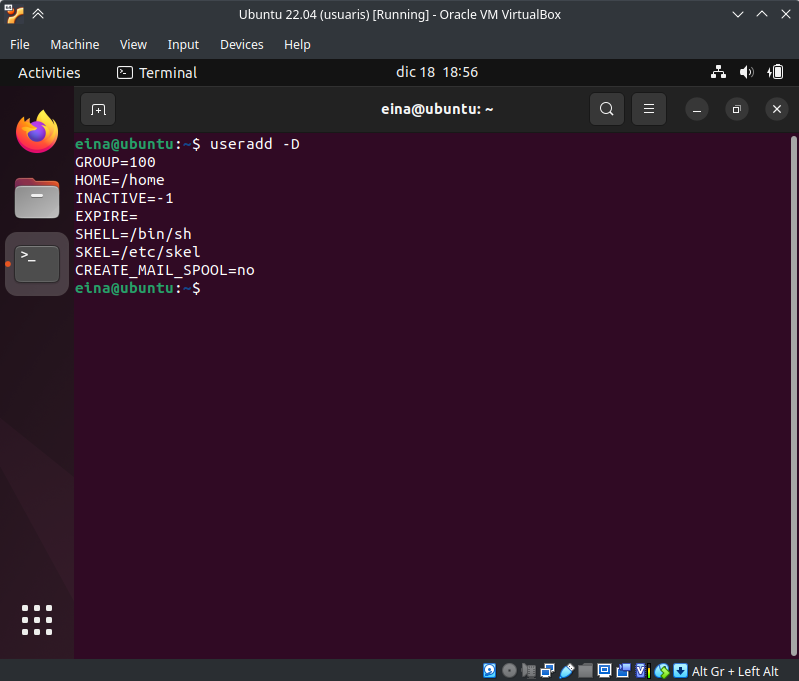 Ubuntu 22.04 (usuaris) [Running] - Oracle VM VirtualBox
File Machine View Input Devices Help
Activities Terminal dic 18 18:56
eina@ubuntu: ~
eina@ubuntu:~$ useradd -D
GROUP=100
HOME=/home
INACTIVE=-1
EXPIRE=
SHELL=/bin/sh
SKEL=/etc/skel
CREATE_MAIL_SPOOL=no
eina@ubuntu:~$
Alt Gr + Left Alt